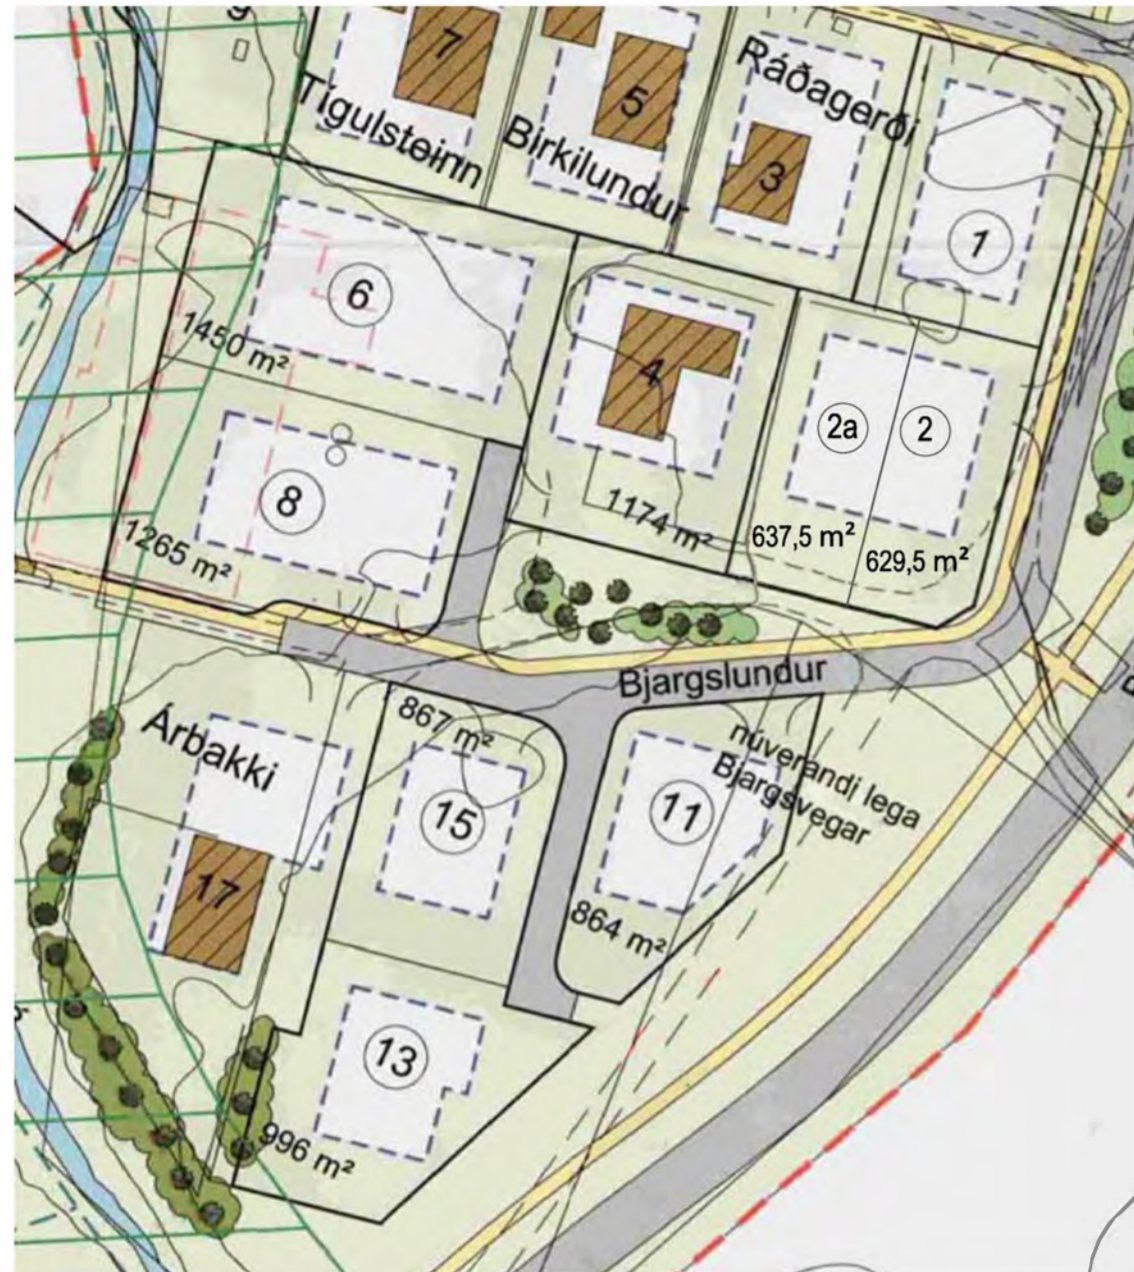 7
5
3
1
Ráðagerði
Tígulsteinn
Birkilundur
6
1450 m²
4
1174 m²
2a
2
637,5 m²
629,5 m²
8
1265 m²
Bjargslundur
Árbakki
867 m²
15
11
núverandi lega
Bjargsvegar
864 m²
17
13
996 m²